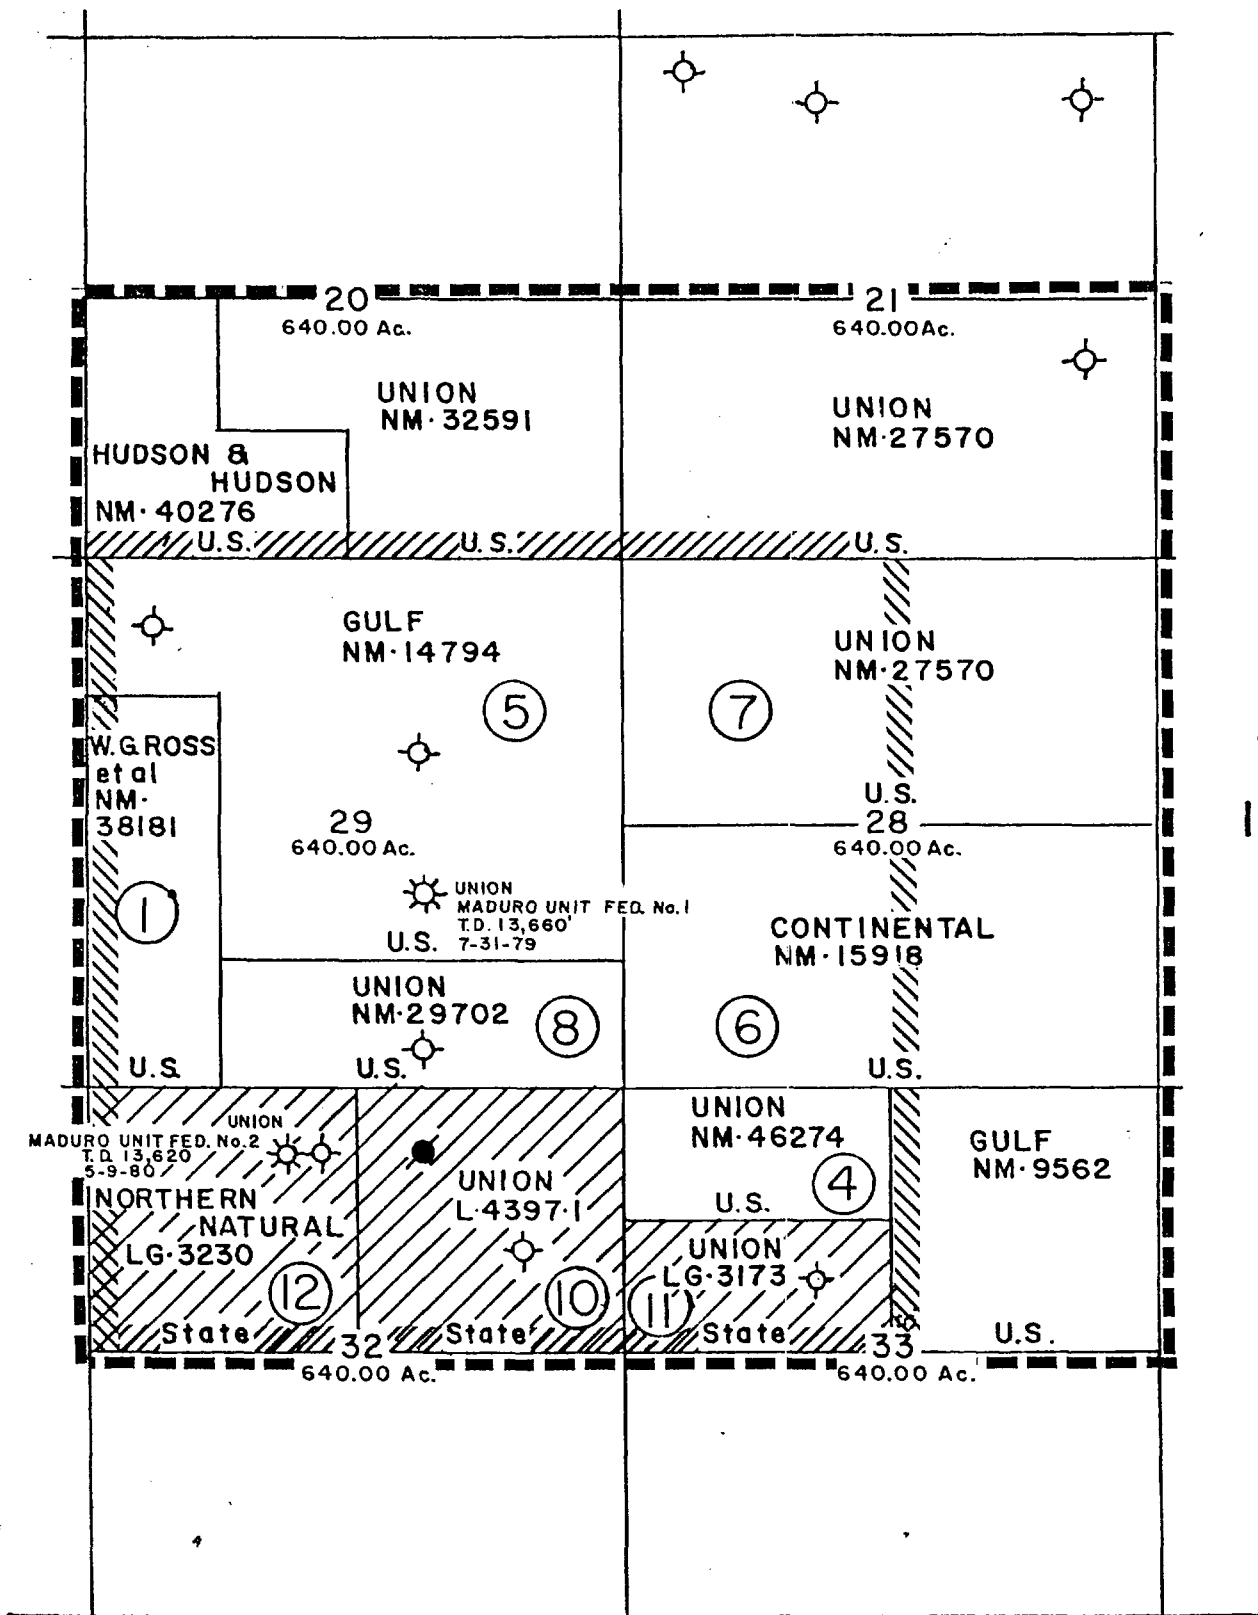 20
640.00 Ac.
21
640.00 Ac.
UNION
NM·32591
UNION
NM·27570
HUDSON &
HUDSON
NM·40276
U.S.
U.S.
U.S.
GULF
NM·14794
5
UNION
NM·27570
7
U.S.
W.G.ROSS
et al
NM·
38181
1
U.S.
29
640.00 Ac.
28
640.00 Ac.
UNION
MADURO UNIT FED. No.1
T.D. 13,660'
7-31-79
U.S.
CONTINENTAL
NM·15918
6
U.S.
UNION
NM·29702
8
U.S.
UNION
MADURO UNIT FED. No.2
T.D. 13,620
5-9-80
NORTHERN
NATURAL
LG·3230
12
State
UNION
L·4397·1
10
State
32
640.00 Ac.
UNION
NM·46274
4
U.S.
UNION
LG·3173
11
State
GULF
NM·9562
U.S.
33
640.00 Ac.